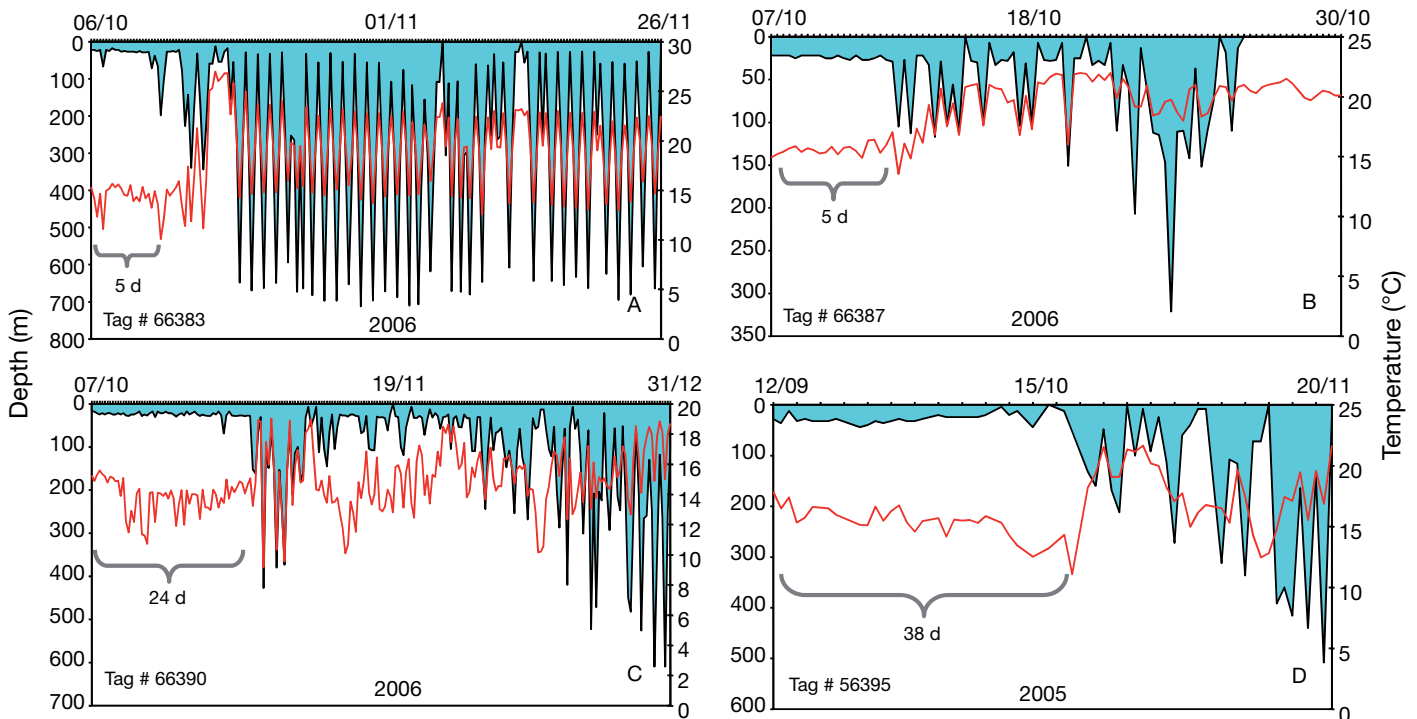 06/10 01/11 26/11
0 30
100
200 25
300 20
400 15
500 10
600
700 5
800 0
5 d
Tag # 66383
2006
A
07/10 18/10 30/10
0 25
50
100 20
150 15
200 10
250
300 5
350 0
5 d
Tag # 66387
2006
B
Depth (m)
Temperature (°C)
07/10 19/11 31/12
0 20
100 18
200 16
14
300 12
400 10
8
500 6
600 4
2
700 0
24 d
Tag # 66390
2006
C
12/09 15/10 20/11
0 25
100 20
200
300 15
400 10
500 5
600 0
38 d
Tag # 56395
2005
D